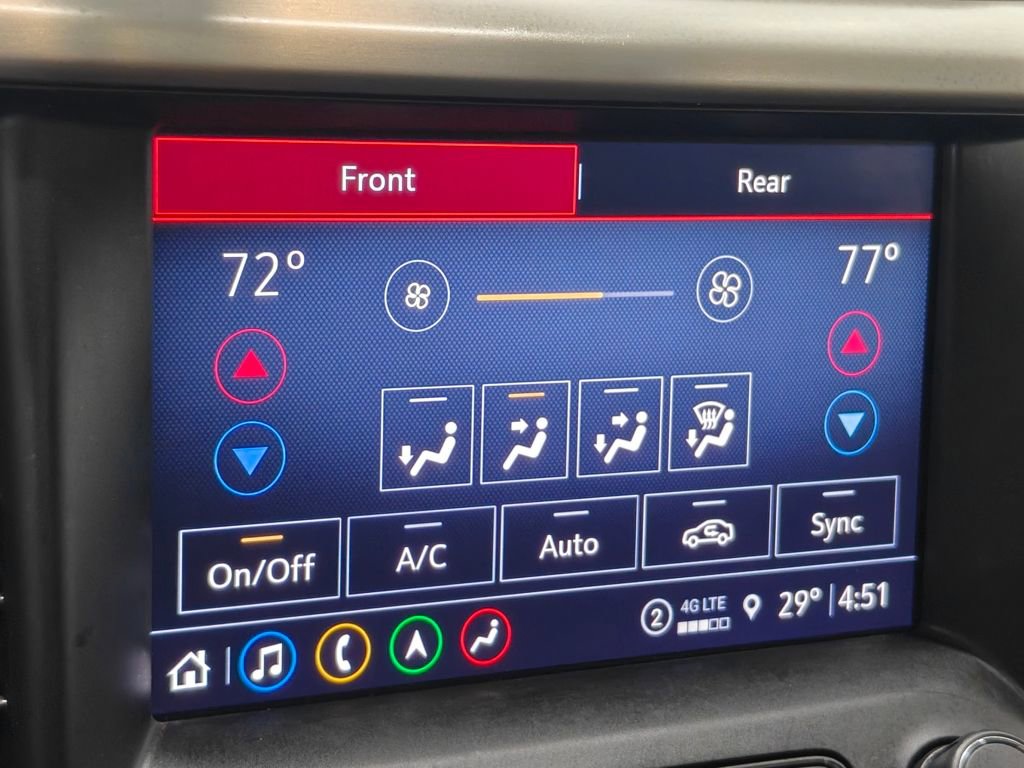 Front Rear
72° 77°
On/Off A/C Auto Sync
2 4G LTE 29° 4:51